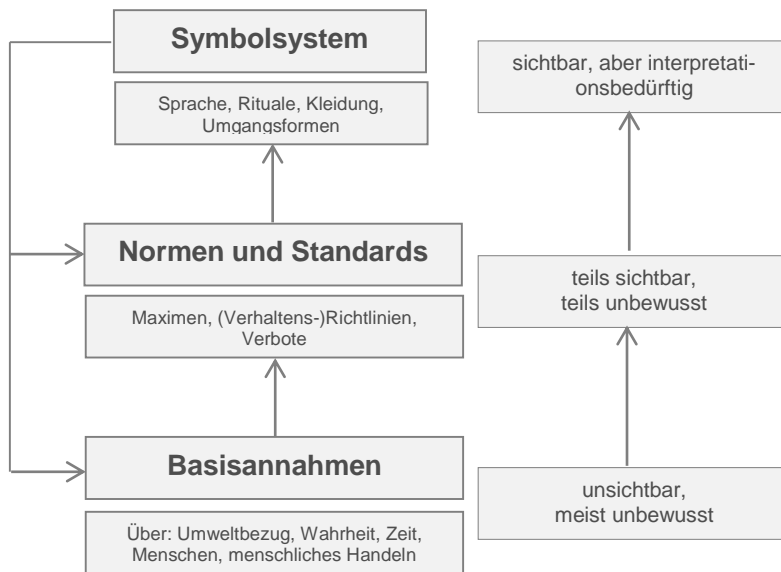 Symbolsystem
Sprache, Rituale, Kleidung,
Umgangsformen
sichtbar, aber interpretati-
onsbedürftig
Normen und Standards
Maximen, (Verhaltens-)Richtlinien,
Verbote
teils sichtbar,
teils unbewusst
Basisannahmen
Über: Umweltbezug, Wahrheit, Zeit,
Menschen, menschliches Handeln
unsichtbar,
meist unbewusst